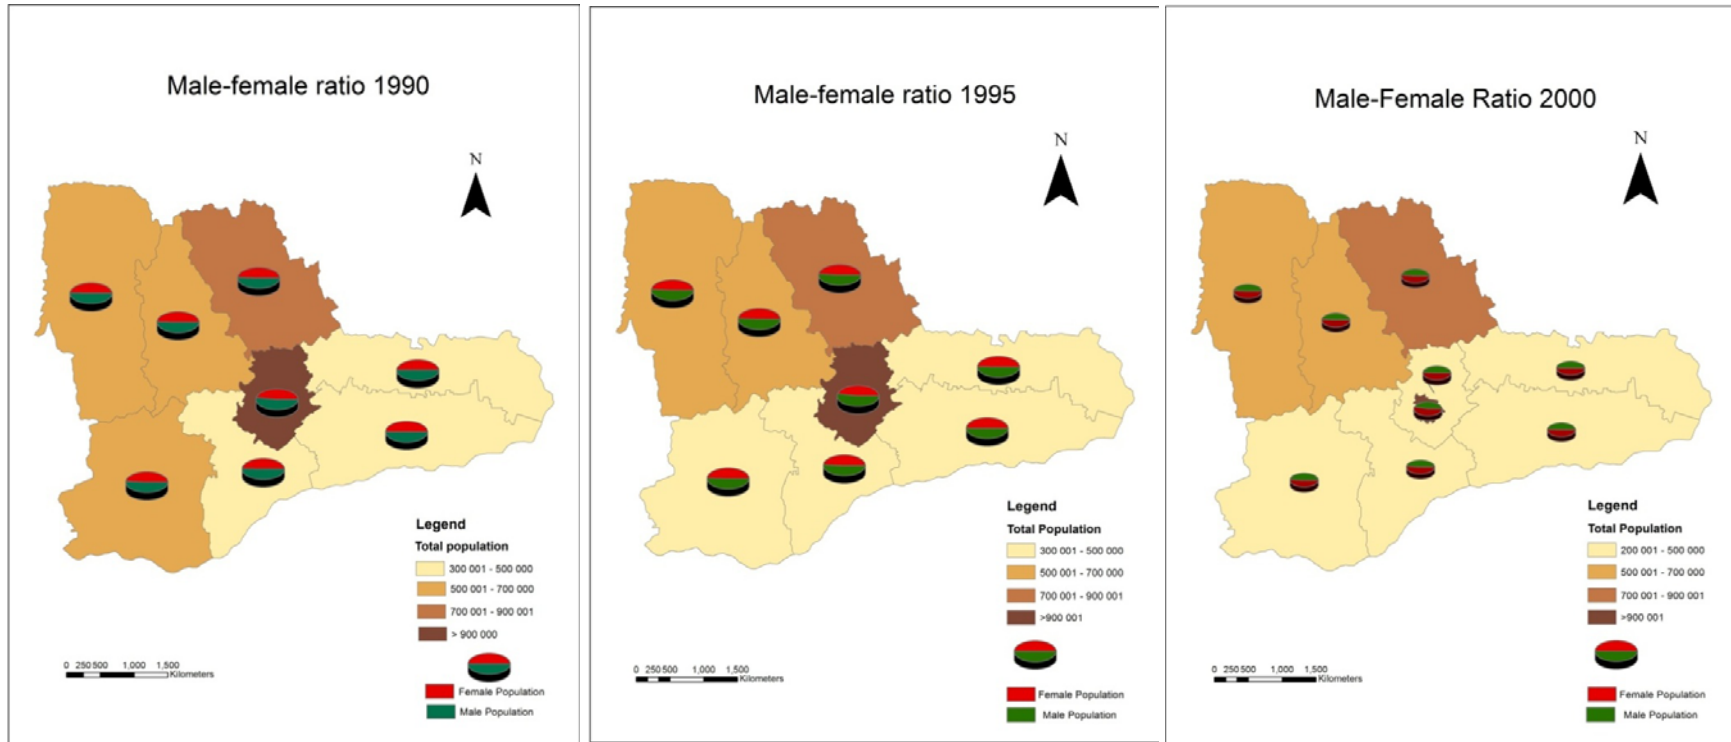 Male-female ratio 1990
N
Legend
Total population
300 001 - 500 000
500 001 - 700 000
700 001 - 900 001
> 900 000
0 250 500 1,000 1,500
Kilometers
Female Population
Male Population
Male-female ratio 1995
N
Legend
Total Population
300 001 - 500 000
500 001 - 700 000
700 001 - 900 001
>900 001
0 250 500 1,000 1,500
Kilometers
Female Population
Male Population
Male-Female Ratio 2000
N
Legend
Total Population
200 001 - 500 000
500 001 - 700 000
700 001 - 900 001
>900 001
0 250 500 1,000 1,500
Kilometers
Female Population
Male Population